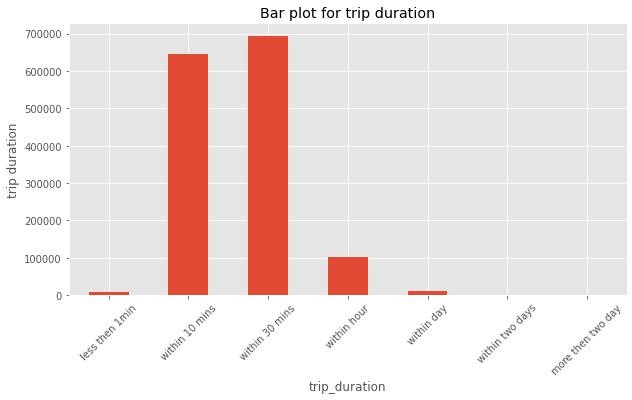 Bar plot for trip duration
trip duration
700000
600000
500000
400000
300000
200000
100000
0
less then 1min
within 10 mins
within 30 mins
within hour
within day
within two days
more then two day
trip_duration